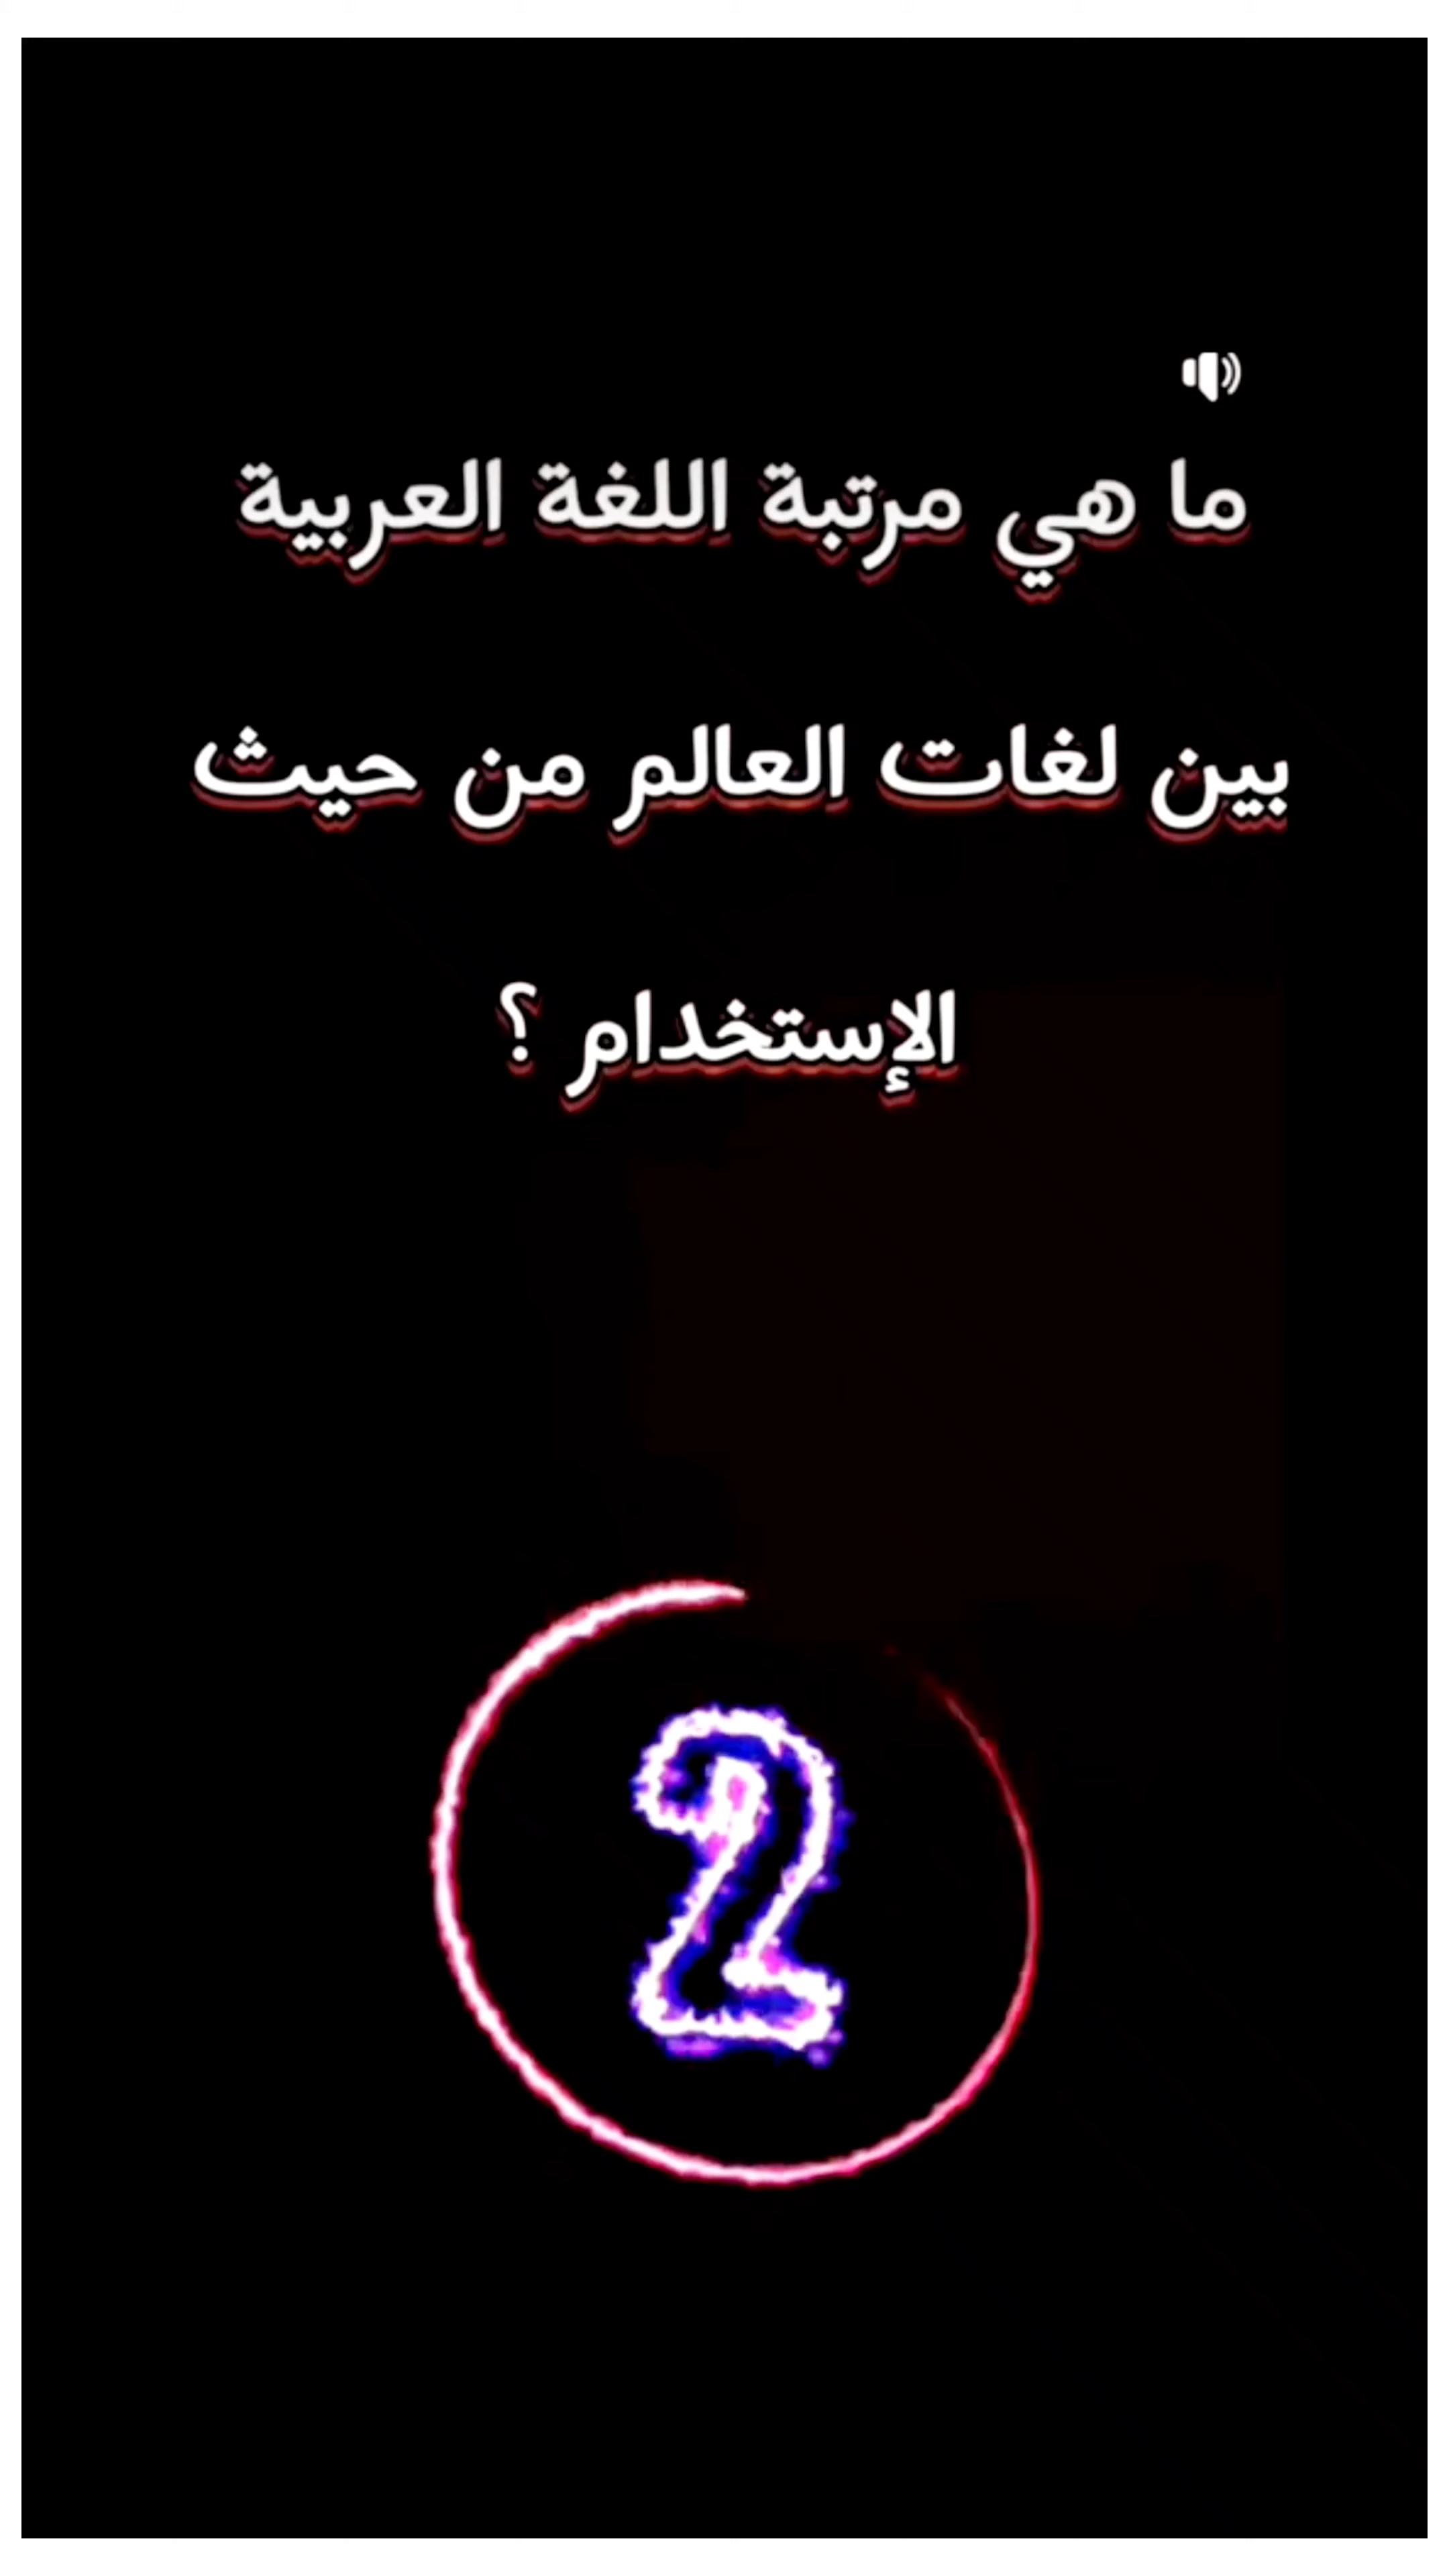 ما هي مرتبة اللغة العربية
بين لغات العالم من حيث
الإستخدام ؟
2